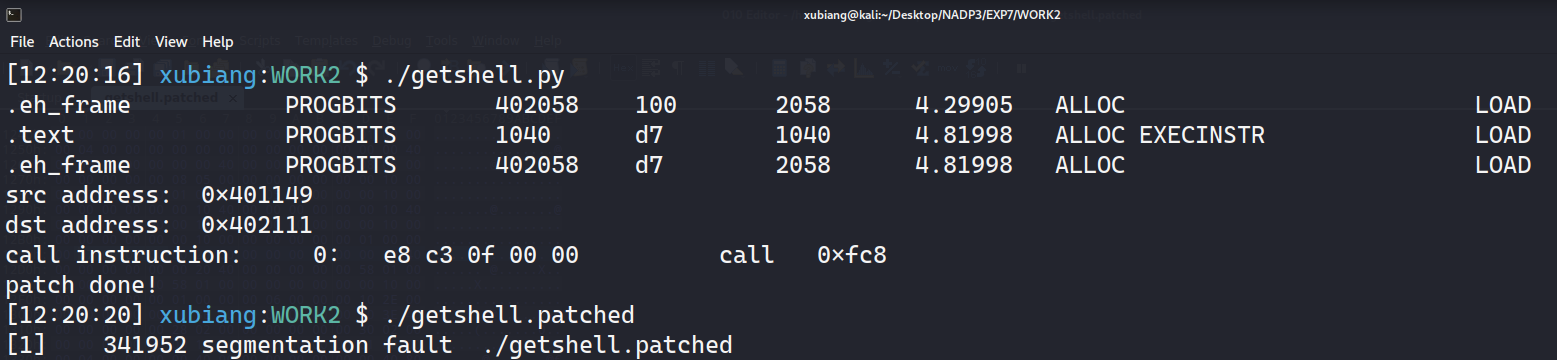 xubiang@kali:~/Desktop/NADP3/EXP7/WORK2
File Actions Edit View Help
[12:20:16] xubiang:WORK2 $ ./getshell.py
.eh_frame PROGBITS 402058 100 2058 4.29905 ALLOC LOAD
.text PROGBITS 1040 d7 1040 4.81998 ALLOC EXECINSTR LOAD
.eh_frame PROGBITS 402058 d7 2058 4.81998 ALLOC LOAD
src address: 0×401149
dst address: 0×402111
call instruction: 0: e8 c3 0f 00 00 call 0×fc8
patch done!
[12:20:20] xubiang:WORK2 $ ./getshell.patched
[1] 341952 segmentation fault ./getshell.patched